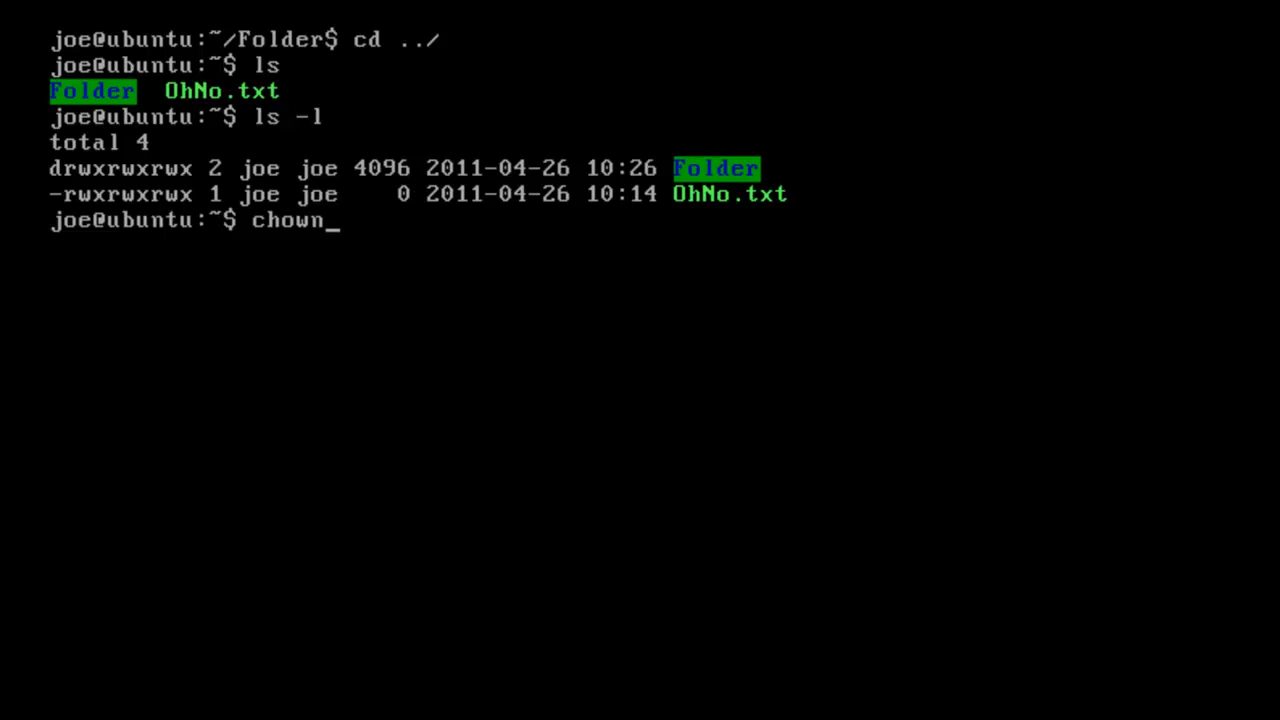 joe@ubuntu:~/Folder$ cd ../
joe@ubuntu:~$ ls
Folder  OhNo.txt
joe@ubuntu:~$ ls -l
total 4
drwxrwxrwx 2 joe joe 4096 2011-04-26 10:26 Folder
-rwxrwxrwx 1 joe joe    0 2011-04-26 10:14 OhNo.txt
joe@ubuntu:~$ chown_